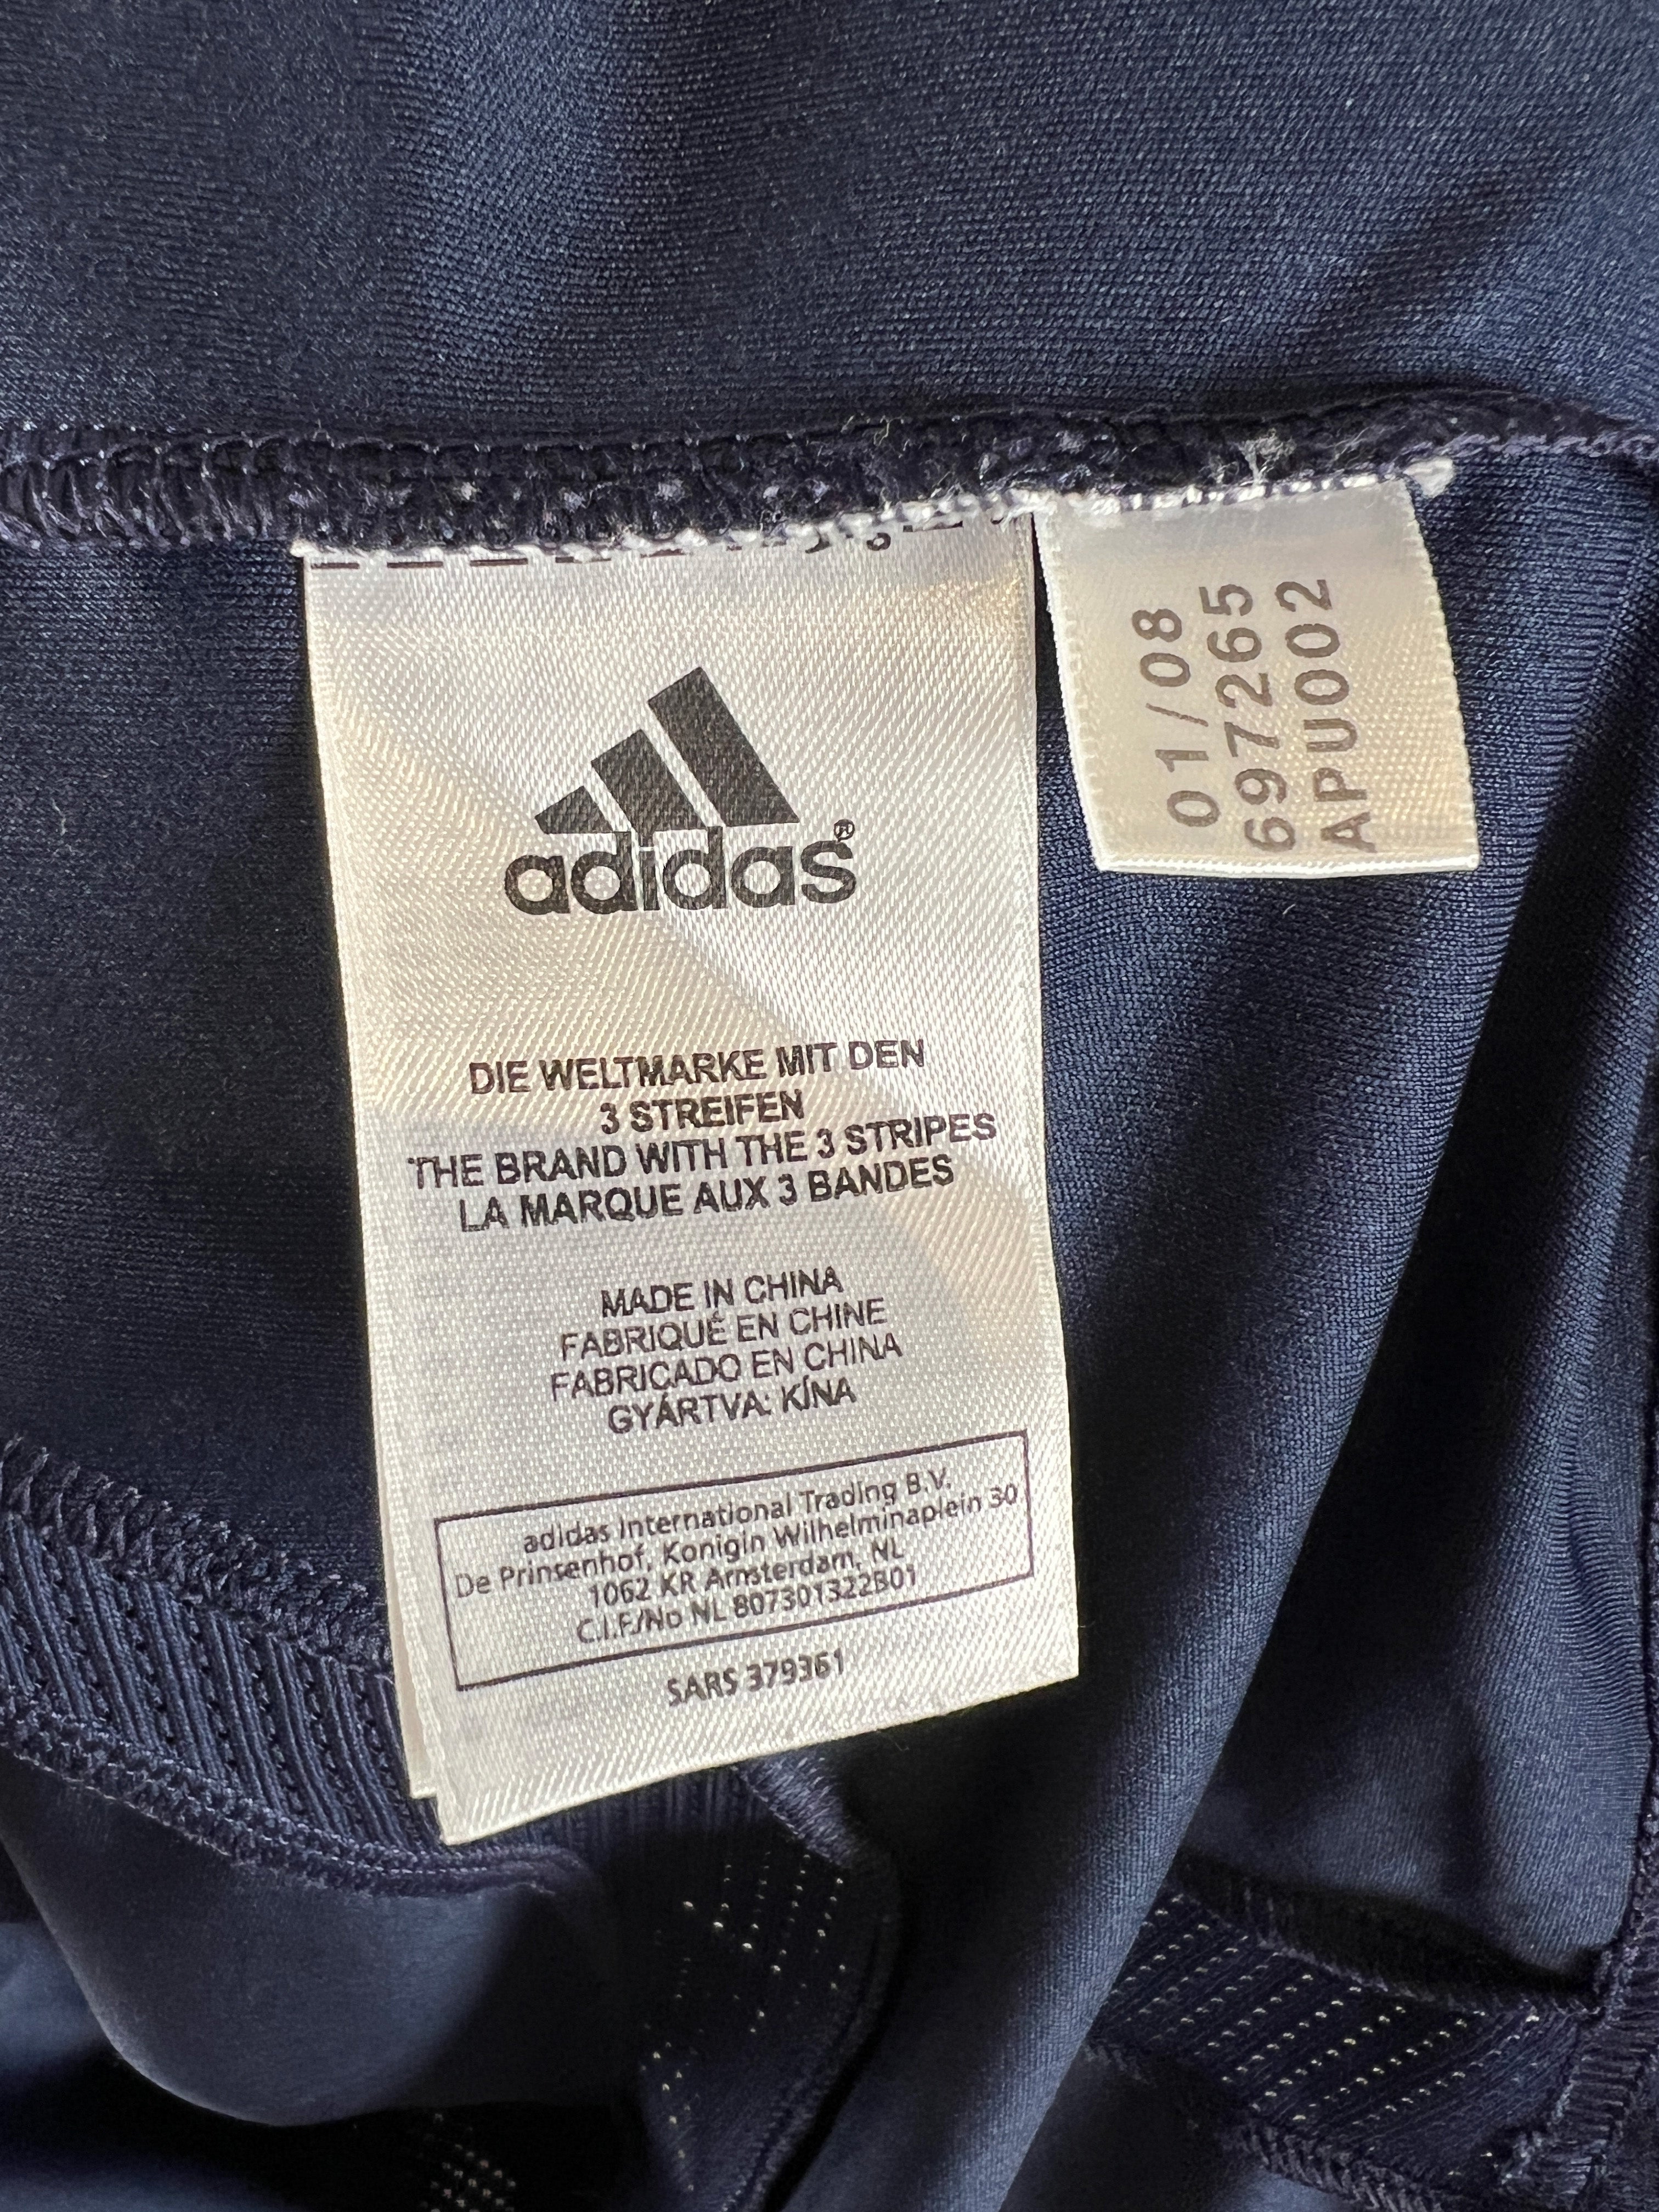 adidas®
DIE WELTMARKE MIT DEN
3 STREIFEN
THE BRAND WITH THE 3 STRIPES
LA MARQUE AUX 3 BANDES
MADE IN CHINA
FABRIQUÉ EN CHINE
FABRICADO EN CHINA
GYÁRTVA: KÍNA
adidas International Trading B.V.
De Prinsenhof, Konigin Wilhelminaplein 30
1062 KR Amsterdam, NL
C.I.F./No NL 807301322B01
SARS 379361
01/08
697265
APU002